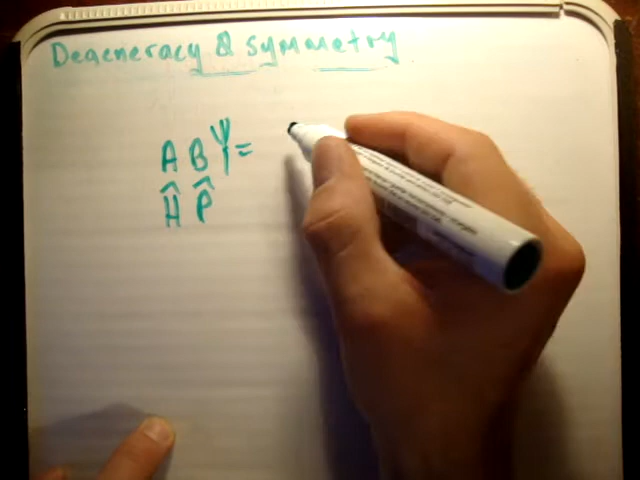 Degeneracy & Symmetry
A B Ψ =
Ĥ P̂